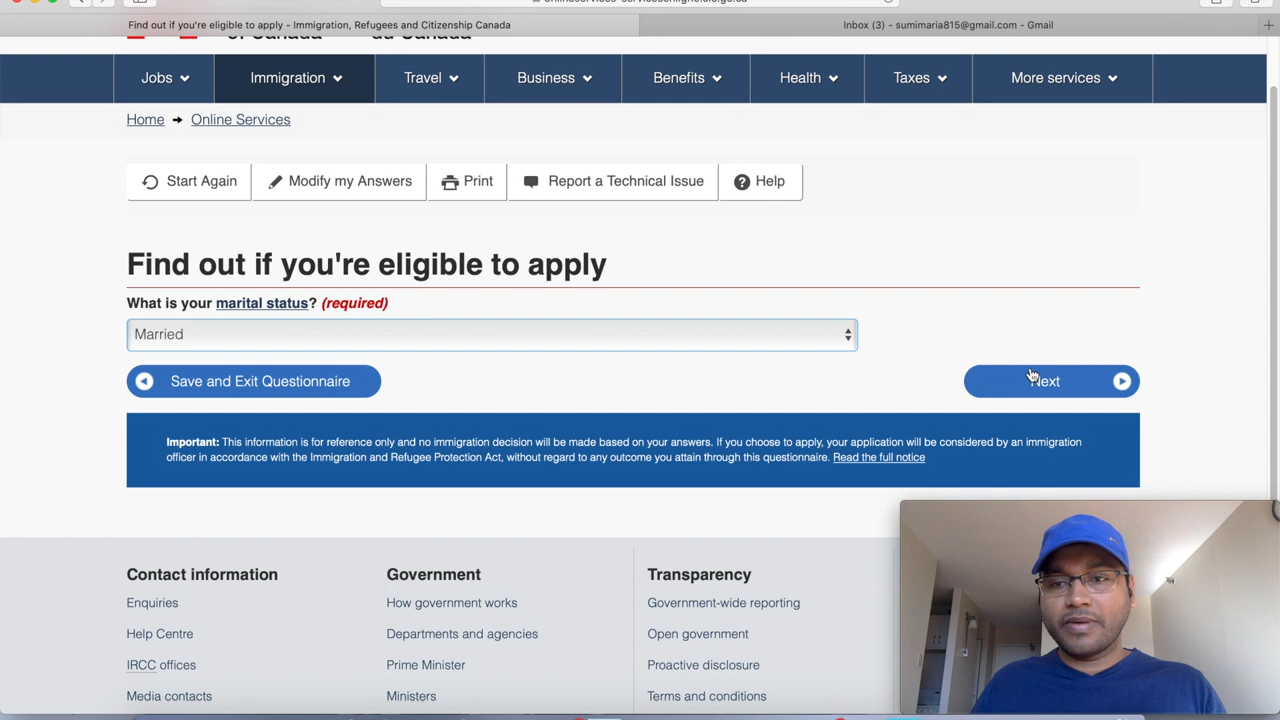 onlineservices-servicesenligne.cic.gc.ca
Find out if you're eligible to apply - Immigration, Refugees and Citizenship Canada
Inbox (3) - sumimaria815@gmail.com - Gmail
of Canada
du Canada
Jobs
Immigration
Travel
Business
Benefits
Health
Taxes
More services
Home
Online Services
Start Again
Modify my Answers
Print
Report a Technical Issue
Help
Find out if you're eligible to apply
What is your marital status? (required)
Married
Save and Exit Questionnaire
Next
Important: This information is for reference only and no immigration decision will be made based on your answers. If you choose to apply, your application will be considered by an immigration
officer in accordance with the Immigration and Refugee Protection Act, without regard to any outcome you attain through this questionnaire. Read the full notice
Contact information
Government
Transparency
Enquiries
How government works
Government-wide reporting
Help Centre
Departments and agencies
Open government
IRCC offices
Prime Minister
Proactive disclosure
Media contacts
Ministers
Terms and conditions